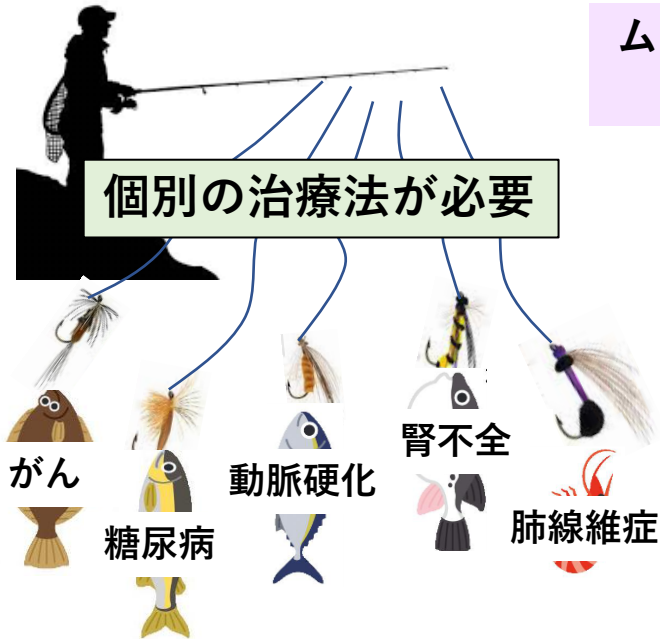 ム
個別の治療法が必要
がん
糖尿病
動脈硬化
腎不全
肺線維症